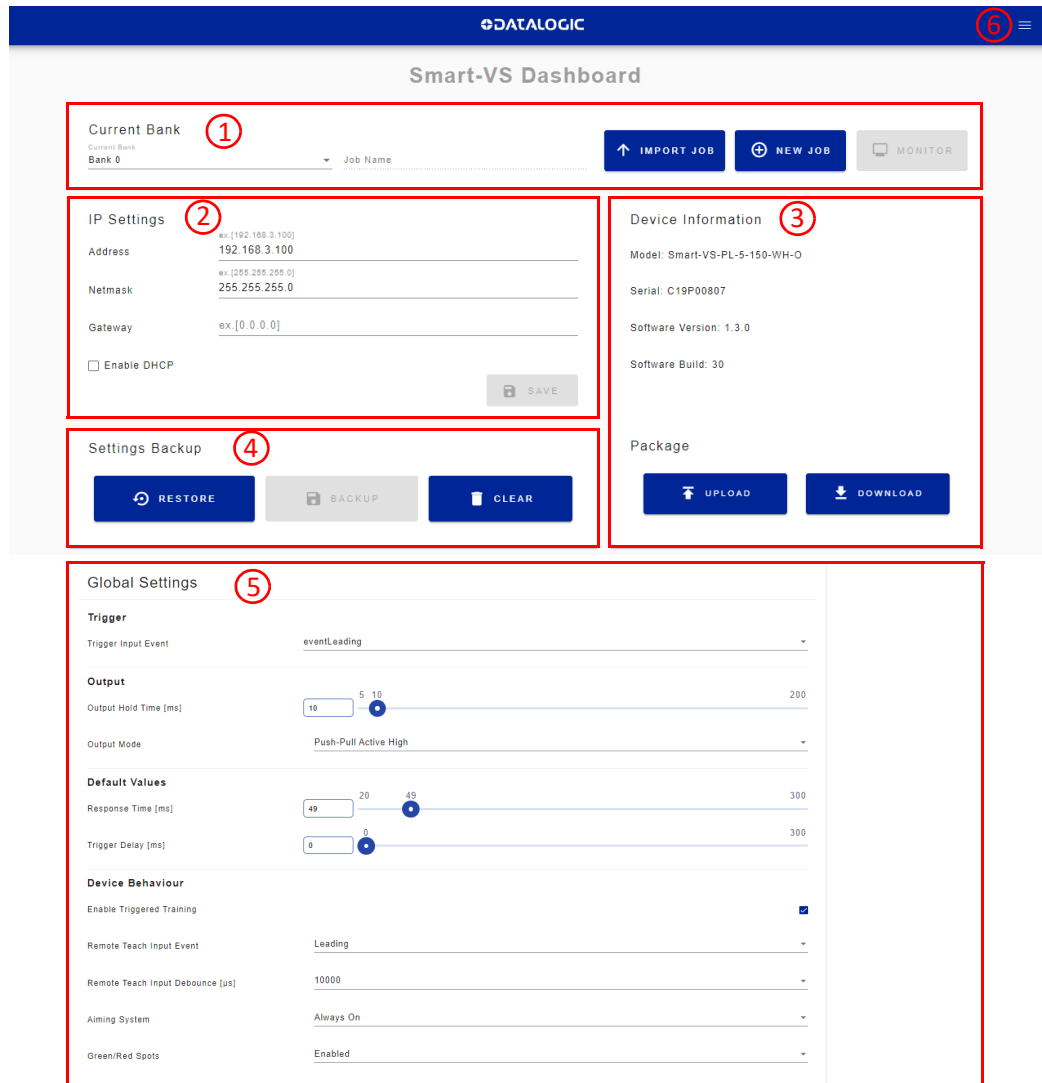 DATALOGIC
6
Smart-VS Dashboard
Current Bank
1
Current Bank
Bank 0
Job Name
IMPORT JOB
NEW JOB
MONITOR
IP Settings
2
Address
ex.[192.168.3.100]
192.168.3.100
Netmask
ex.[255.255.255.0]
255.255.255.0
Gateway
ex.[0.0.0.0]
Enable DHCP
SAVE
Device Information
3
Model: Smart-VS-PL-5-150-WH-O
Serial: C19P00807
Software Version: 1.3.0
Software Build: 30
Package
UPLOAD
DOWNLOAD
Settings Backup
4
RESTORE
BACKUP
CLEAR
Global Settings
5
Trigger
Trigger Input Event
eventLeading
Output
Output Hold Time [ms]
10
5 10
200
Output Mode
Push-Pull Active High
Default Values
Response Time [ms]
49
20 49
300
Trigger Delay [ms]
0
0
300
Device Behaviour
Enable Triggered Training
Remote Teach Input Event
Leading
Remote Teach Input Debounce [µs]
10000
Aiming System
Always On
Green/Red Spots
Enabled